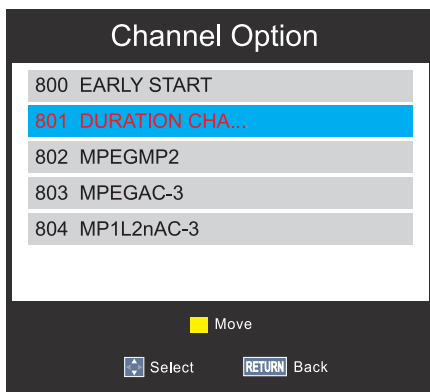 Channel Option
800 EARLY START
801 DURATION CHA...
802 MPEGMP2
803 MPEGAC-3
804 MP1L2nAC-3
Move
Select RETURN Back